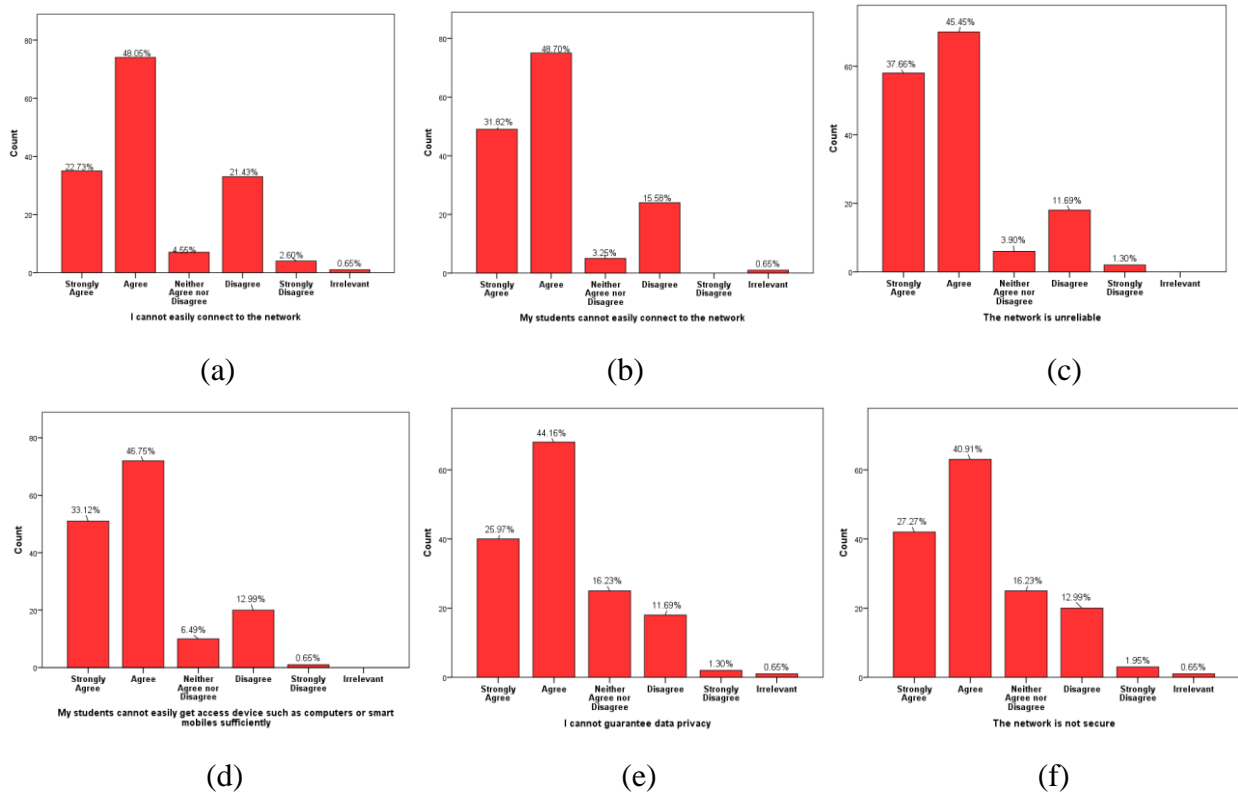 80
60
40
20
0
Count
22.73%
48.05%
4.55%
21.43%
2.60%
0.65%
Strongly
Agree
Agree
Neither
Agree nor
Disagree
Disagree
Strongly
Disagree
Irrelevant
I cannot easily connect to the network
(a)
80
60
40
20
0
Count
31.82%
48.70%
3.25%
15.58%
0.65%
Strongly
Agree
Agree
Neither
Agree nor
Disagree
Disagree
Strongly
Disagree
Irrelevant
My students cannot easily connect to the network
(b)
60
40
20
0
Count
37.66%
45.45%
3.90%
11.69%
1.30%
Strongly
Agree
Agree
Neither
Agree nor
Disagree
Disagree
Strongly
Disagree
Irrelevant
The network is unreliable
(c)
80
60
40
20
0
Count
33.12%
46.75%
6.49%
12.99%
0.65%
Strongly
Agree
Agree
Neither
Agree nor
Disagree
Disagree
Strongly
Disagree
Irrelevant
My students cannot easily get access device such as computers or smart
mobiles sufficiently
(d)
60
40
20
0
Count
25.97%
44.16%
16.23%
11.69%
1.30%
0.65%
Strongly
Agree
Agree
Neither
Agree nor
Disagree
Disagree
Strongly
Disagree
Irrelevant
I cannot guarantee data privacy
(e)
60
40
20
0
Count
27.27%
40.91%
16.23%
12.99%
1.95%
0.65%
Strongly
Agree
Agree
Neither
Agree nor
Disagree
Disagree
Strongly
Disagree
Irrelevant
The network is not secure
(f)